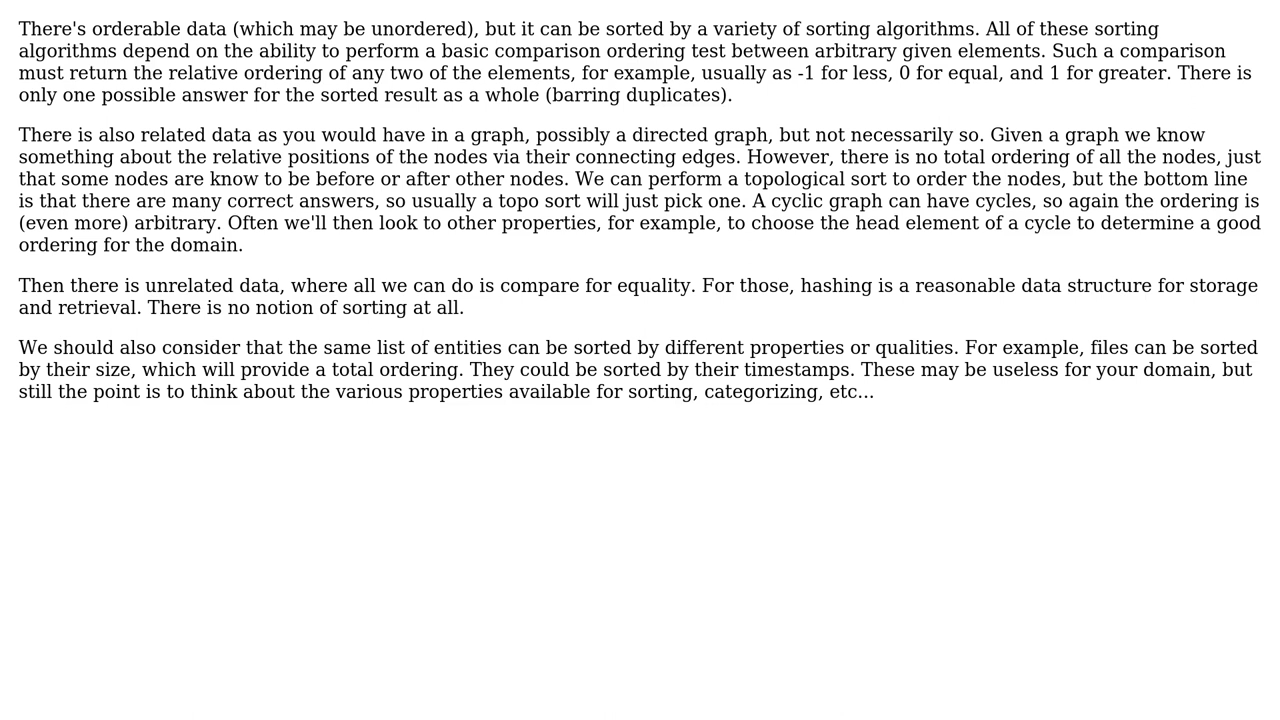 There's orderable data (which may be unordered), but it can be sorted by a variety of sorting algorithms. All of these sorting
algorithms depend on the ability to perform a basic comparison ordering test between arbitrary given elements. Such a comparison
must return the relative ordering of any two of the elements, for example, usually as -1 for less, 0 for equal, and 1 for greater. There is
only one possible answer for the sorted result as a whole (barring duplicates).
There is also related data as you would have in a graph, possibly a directed graph, but not necessarily so. Given a graph we know
something about the relative positions of the nodes via their connecting edges. However, there is no total ordering of all the nodes, just
that some nodes are know to be before or after other nodes. We can perform a topological sort to order the nodes, but the bottom line
is that there are many correct answers, so usually a topo sort will just pick one. A cyclic graph can have cycles, so again the ordering is
(even more) arbitrary. Often we'll then look to other properties, for example, to choose the head element of a cycle to determine a good
ordering for the domain.
Then there is unrelated data, where all we can do is compare for equality. For those, hashing is a reasonable data structure for storage
and retrieval. There is no notion of sorting at all.
We should also consider that the same list of entities can be sorted by different properties or qualities. For example, files can be sorted
by their size, which will provide a total ordering. They could be sorted by their timestamps. These may be useless for your domain, but
still the point is to think about the various properties available for sorting, categorizing, etc...